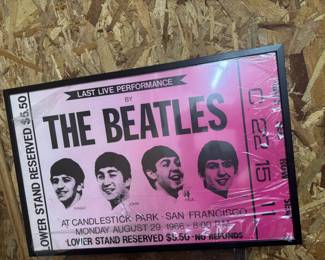 LOWER STAND RESERVED $5.50
LAST LIVE PERFORMANCE
BY
THE BEATLES
JOHN
AT CANDLESTICK PARK · SAN FRANCISCO
MONDAY AUGUST 29 1966 - 8:00 P.M.
LOWER STAND RESERVED $5.50 · NO REFUNDS